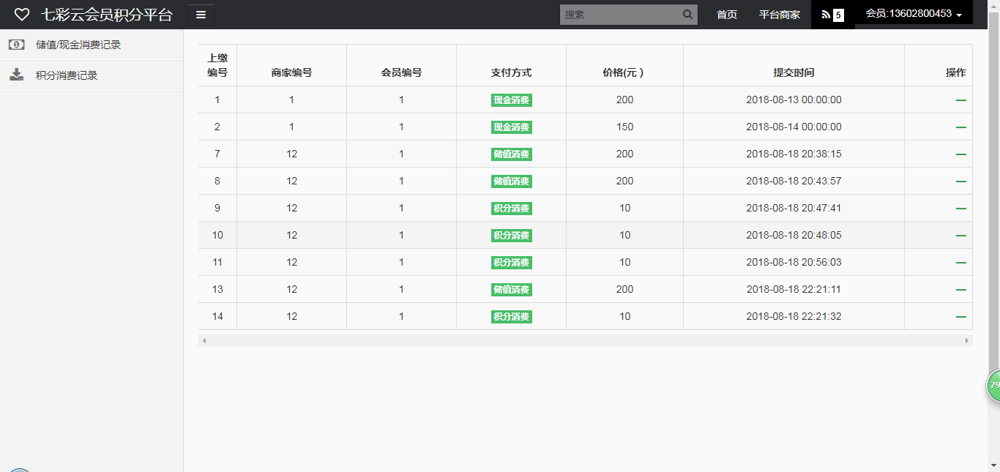 七彩云会员积分平台
搜索
首页
平台商家
5
会员:13602800453
储值/现金消费记录
积分消费记录
上缴编号 商家编号 会员编号 支付方式 价格(元 ) 提交时间 操作
1 1 1 现金消费 200 2018-08-13 00:00:00
2 1 1 现金消费 150 2018-08-14 00:00:00
7 12 1 储值消费 200 2018-08-18 20:38:15
8 12 1 储值消费 200 2018-08-18 20:43:57
9 12 1 积分消费 10 2018-08-18 20:47:41
10 12 1 积分消费 10 2018-08-18 20:48:05
11 12 1 积分消费 10 2018-08-18 20:56:03
13 12 1 储值消费 200 2018-08-18 22:21:11
14 12 1 积分消费 10 2018-08-18 22:21:32
79